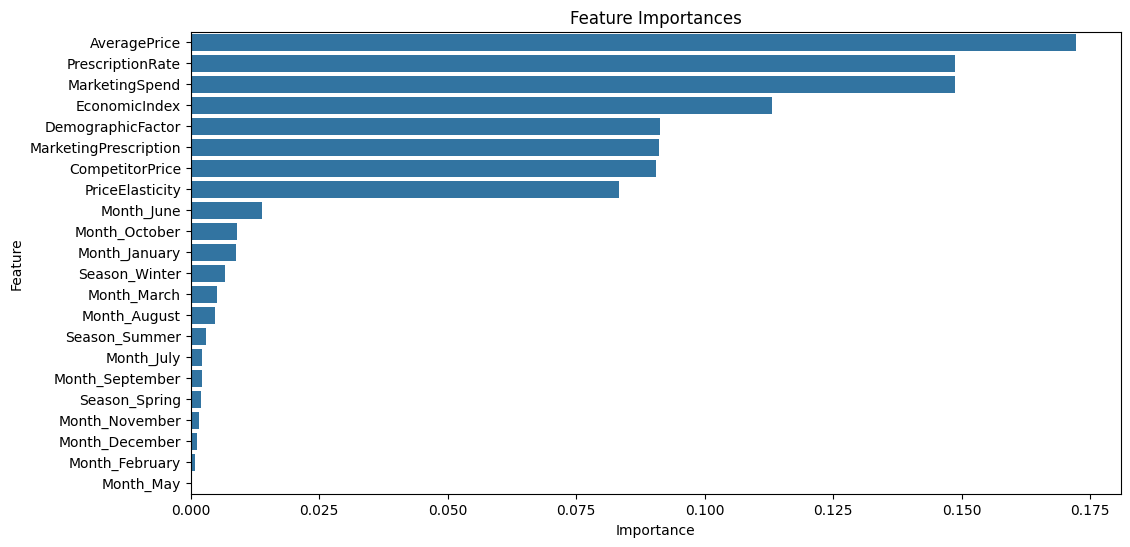 Feature Importances
Feature
AveragePrice
PrescriptionRate
MarketingSpend
EconomicIndex
DemographicFactor
MarketingPrescription
CompetitorPrice
PriceElasticity
Month_June
Month_October
Month_January
Season_Winter
Month_March
Month_August
Season_Summer
Month_July
Month_September
Season_Spring
Month_November
Month_December
Month_February
Month_May
0.000 0.025 0.050 0.075 0.100 0.125 0.150 0.175
Importance